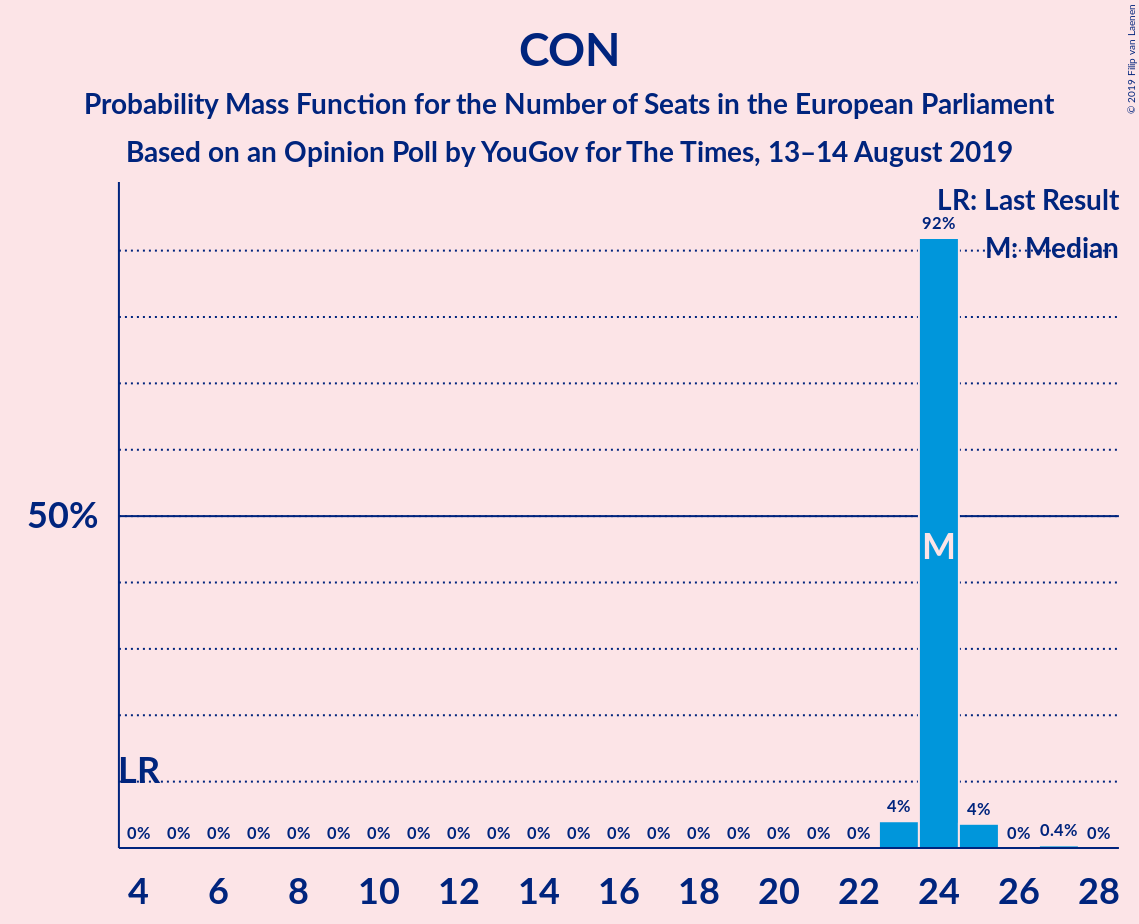 CON
Probability Mass Function for the Number of Seats in the European Parliament
Based on an Opinion Poll by YouGov for The Times, 13–14 August 2019
© 2019 Filip van Laenen
LR: Last Result
92%
M: Median
50%
M
LR
0% 0% 0% 0% 0% 0% 0% 0% 0% 0% 0% 0% 0% 0% 0% 0% 0% 0% 0% 4% 4% 0% 0.4% 0%
4 6 8 10 12 14 16 18 20 22 24 26 28